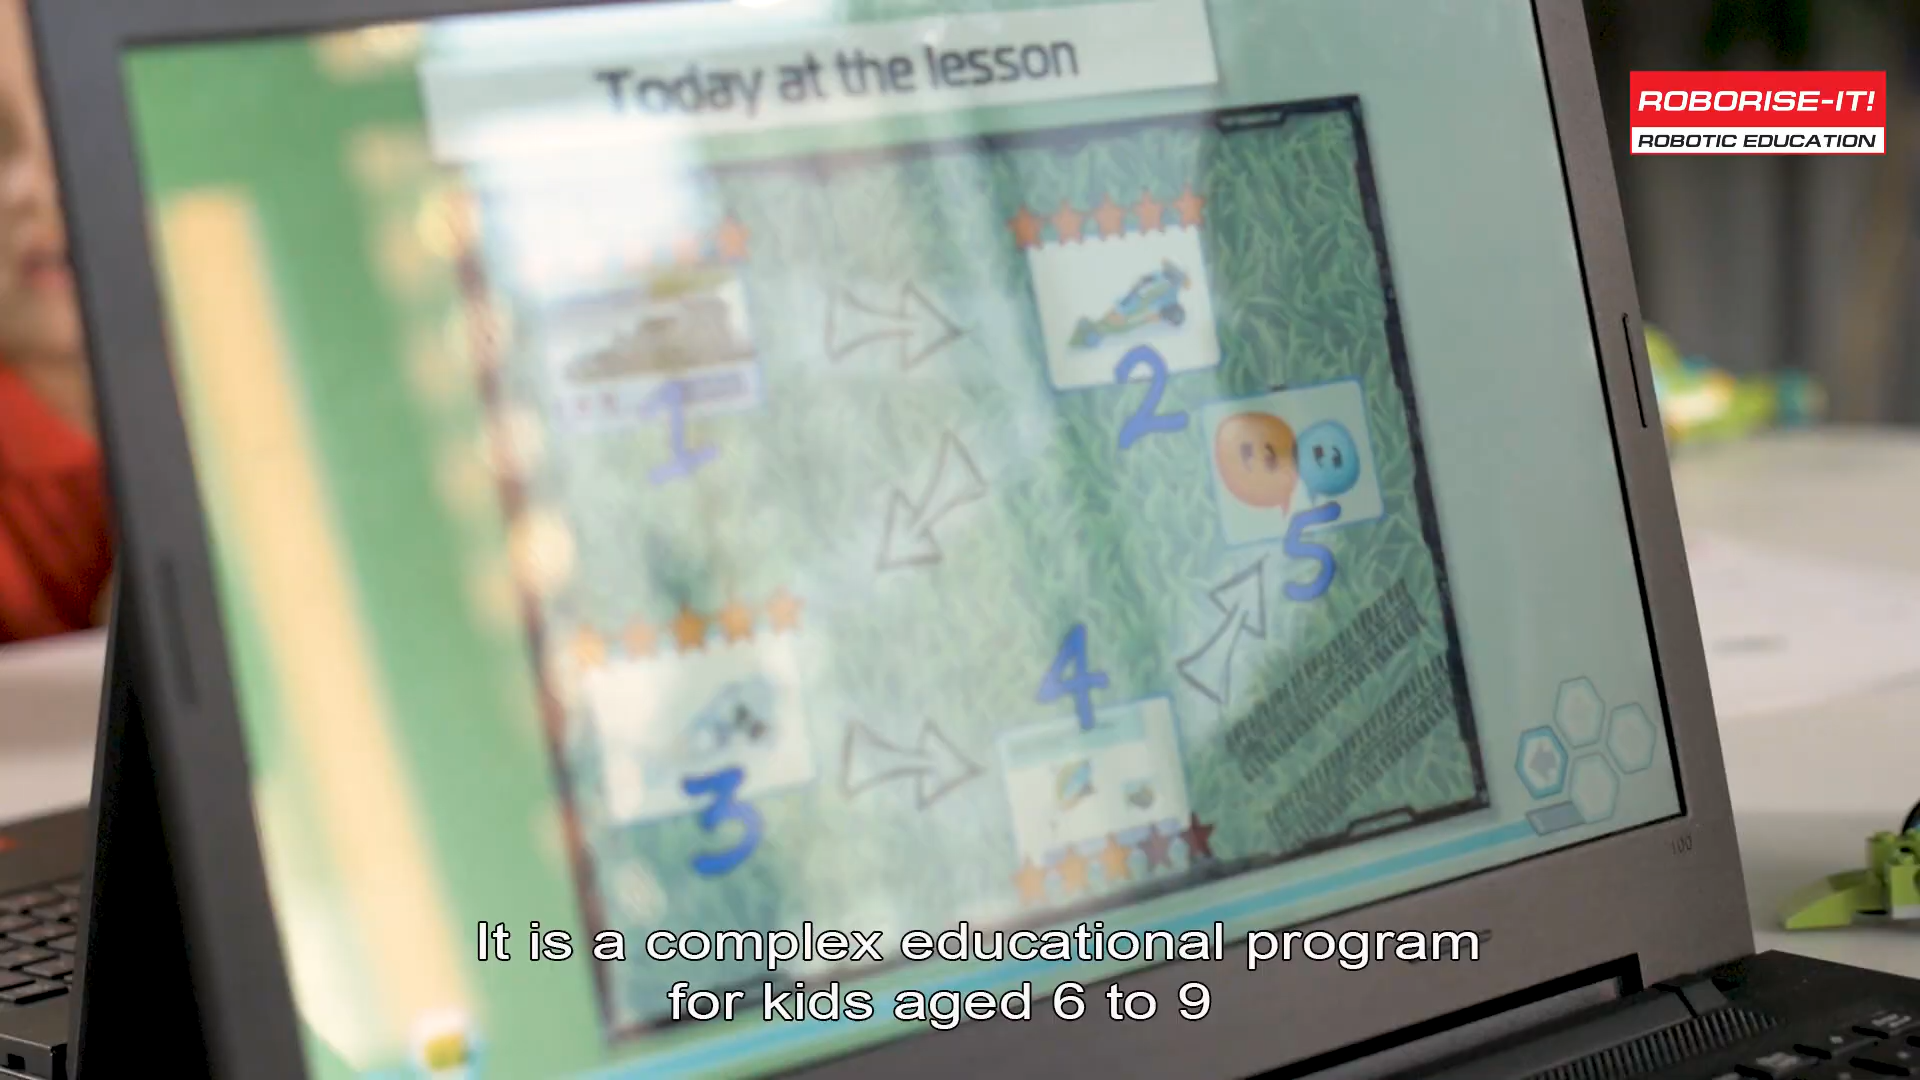 Today at the lesson
ROBORISE-IT!
ROBOTIC EDUCATION
1
2
5
4
3
100
It is a complex educational program
for kids aged 6 to 9